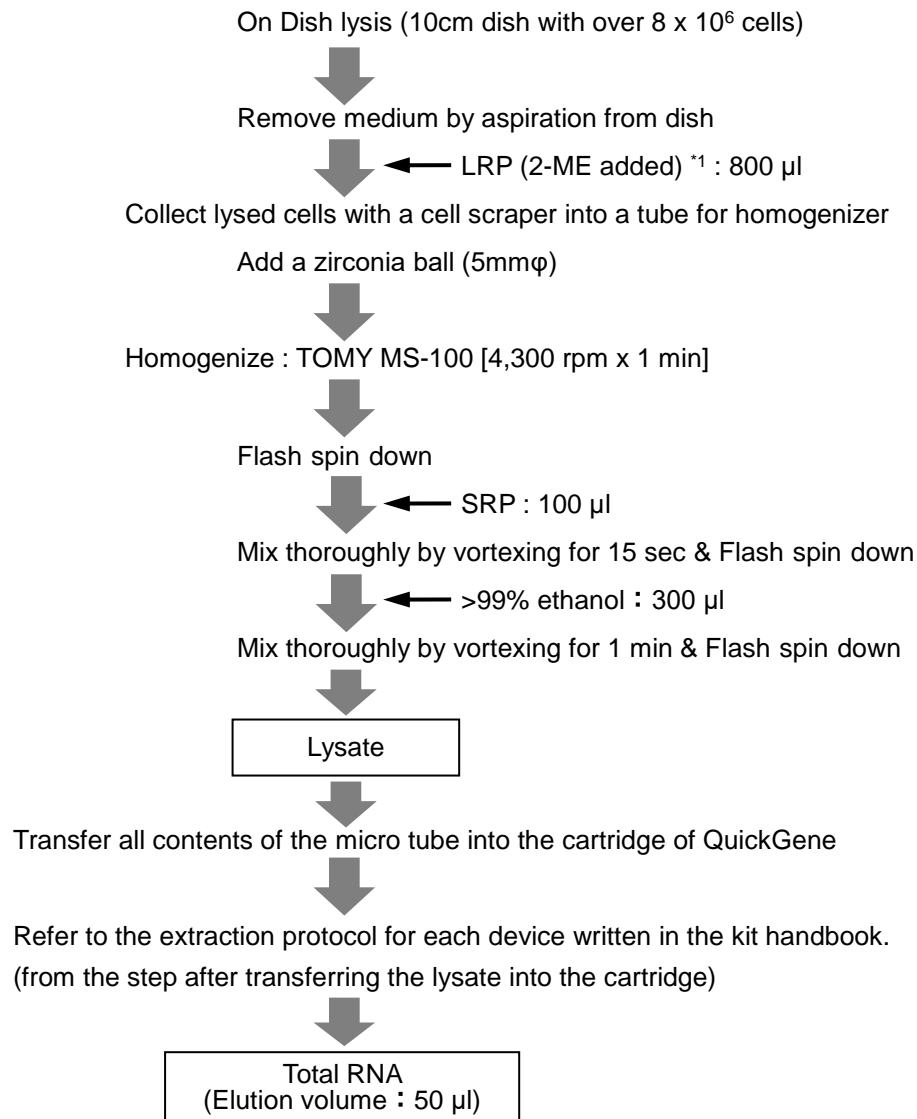 On Dish lysis (10cm dish with over 8 x 10⁶ cells)
Remove medium by aspiration from dish
LRP (2-ME added) *1 : 800 µl
Collect lysed cells with a cell scraper into a tube for homogenizer
Add a zirconia ball (5mmφ)
Homogenize : TOMY MS-100 [4,300 rpm x 1 min]
Flash spin down
SRP : 100 µl
Mix thoroughly by vortexing for 15 sec & Flash spin down
>99% ethanol：300 µl
Mix thoroughly by vortexing for 1 min & Flash spin down
Lysate
Transfer all contents of the micro tube into the cartridge of QuickGene
Refer to the extraction protocol for each device written in the kit handbook.
(from the step after transferring the lysate into the cartridge)
Total RNA
(Elution volume：50 µl)